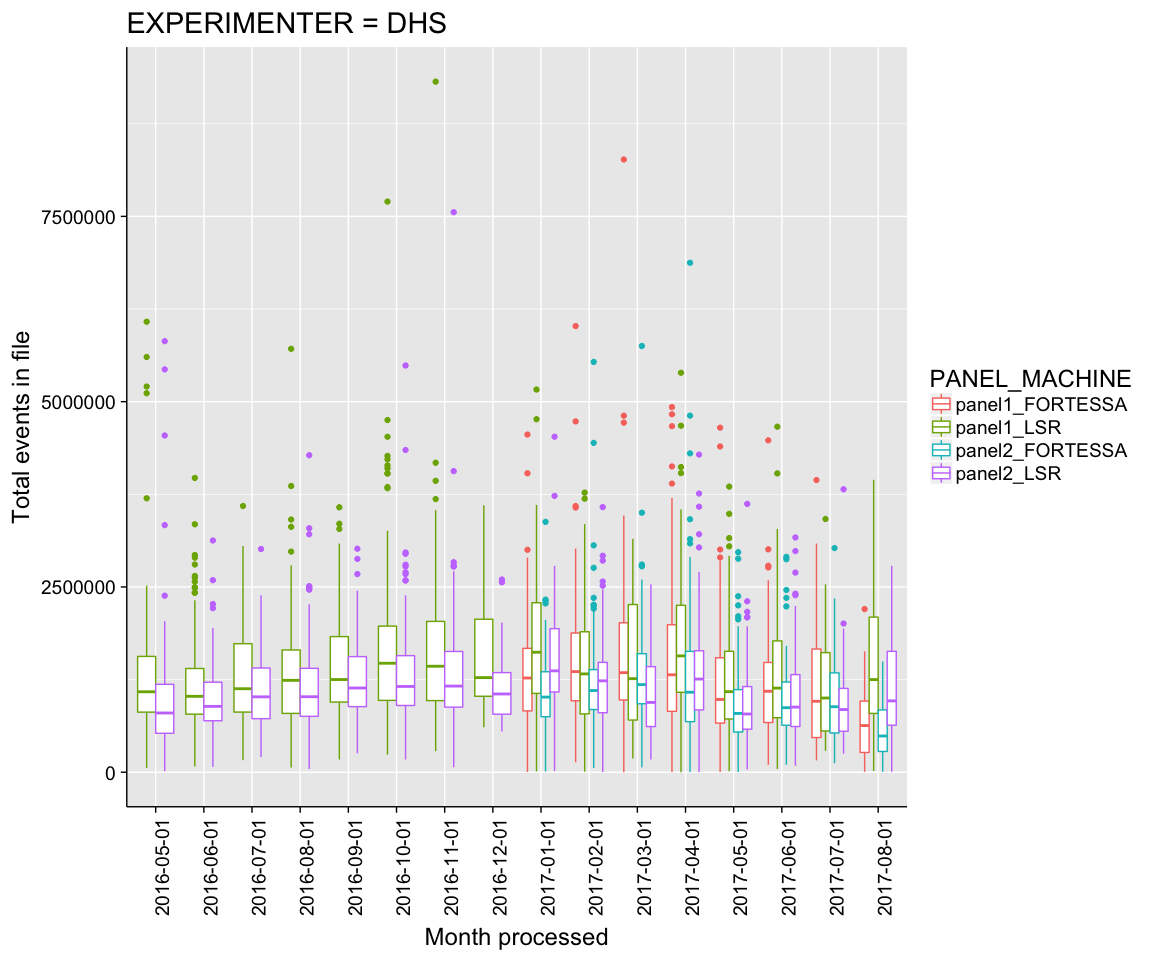 EXPERIMENTER = DHS
Total events in file
7500000
5000000
2500000
0
2016-05-01
2016-06-01
2016-07-01
2016-08-01
2016-09-01
2016-10-01
2016-11-01
2016-12-01
2017-01-01
2017-02-01
2017-03-01
2017-04-01
2017-05-01
2017-06-01
2017-07-01
2017-08-01
Month processed
PANEL_MACHINE
panel1_FORTESSA
panel1_LSR
panel2_FORTESSA
panel2_LSR